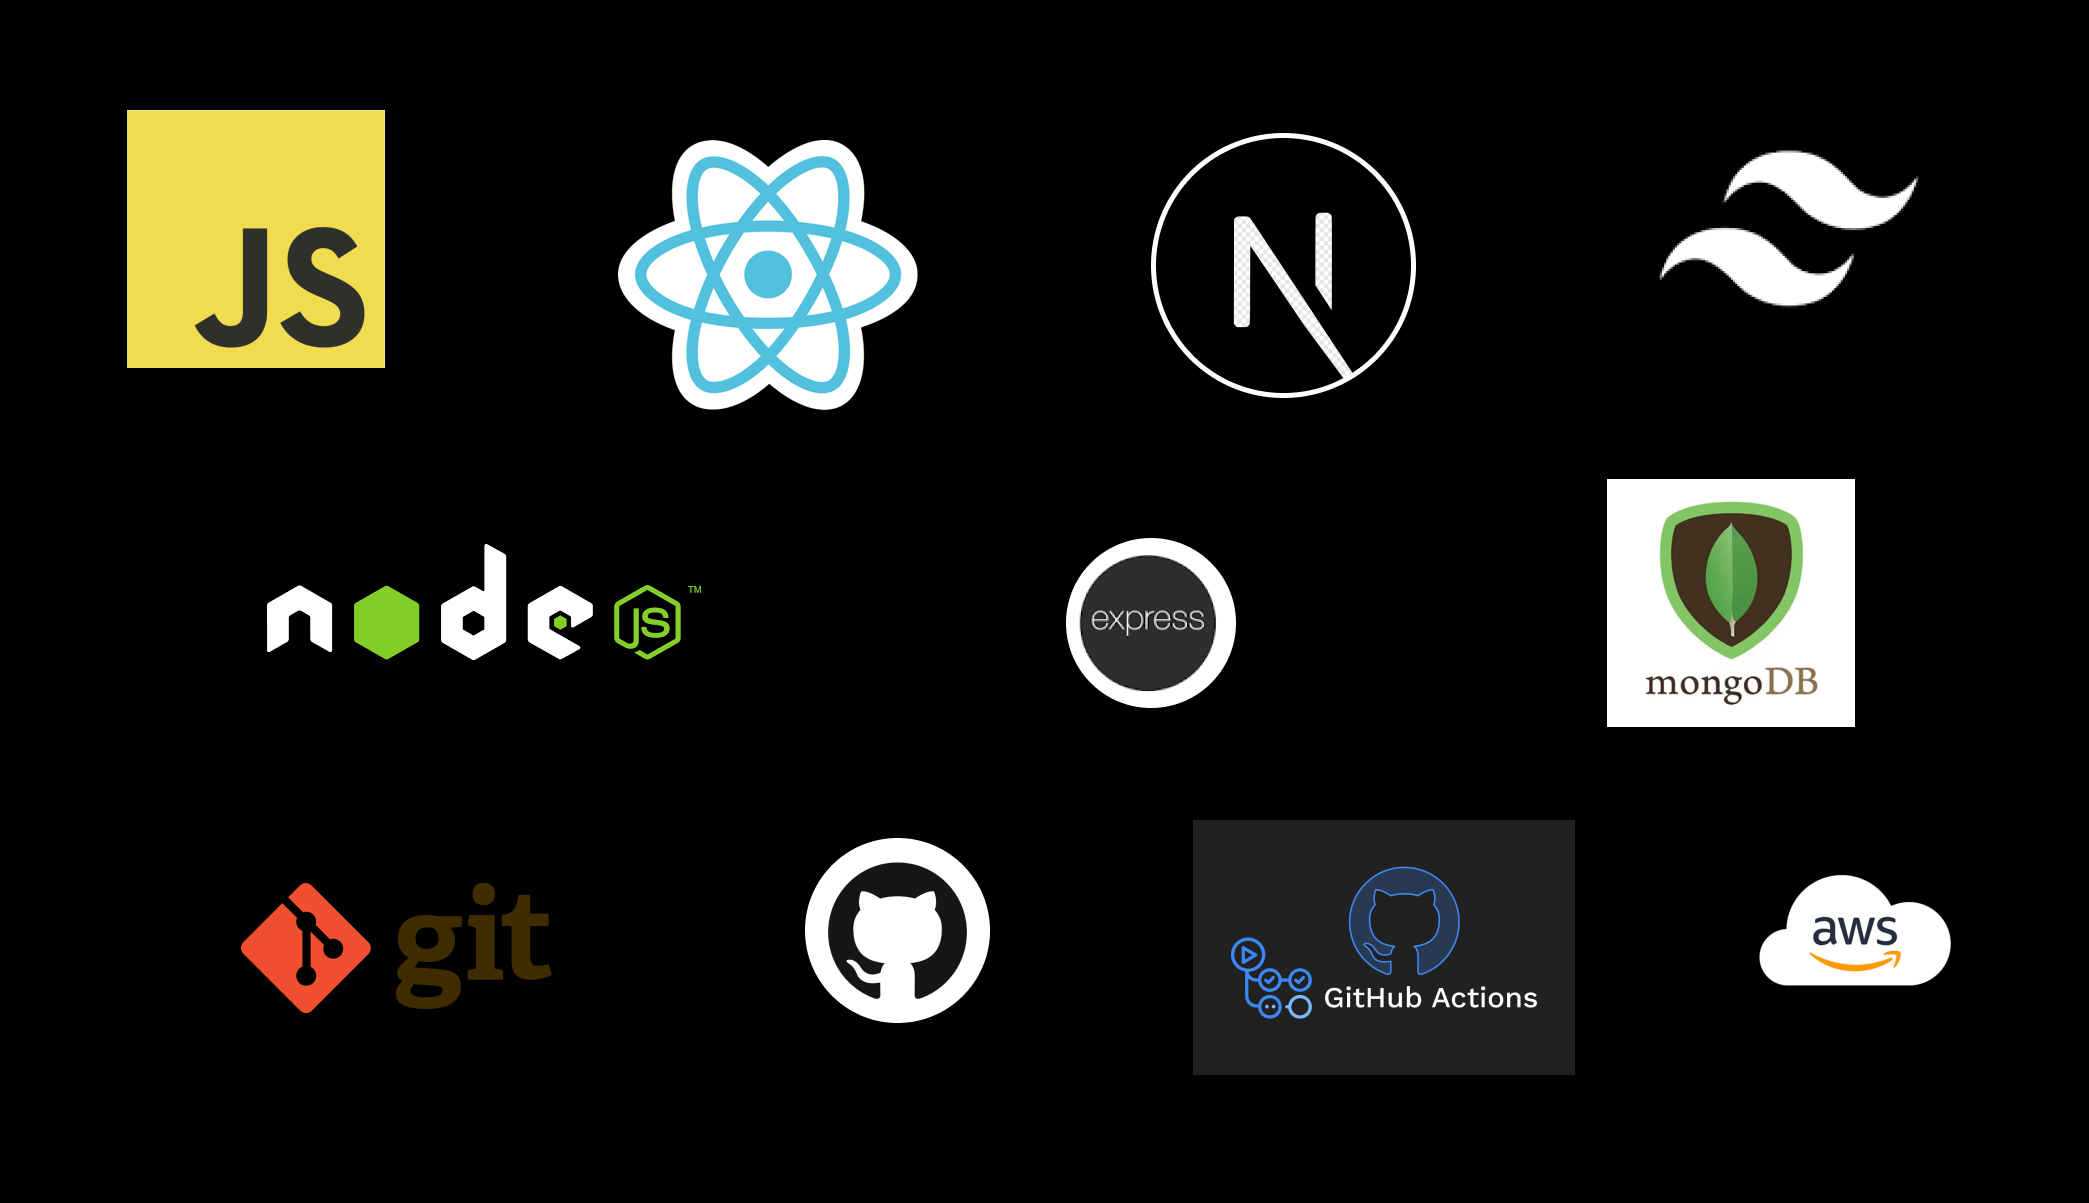 JS
N
node JS ™
express
mongoDB
git
GitHub Actions
aws